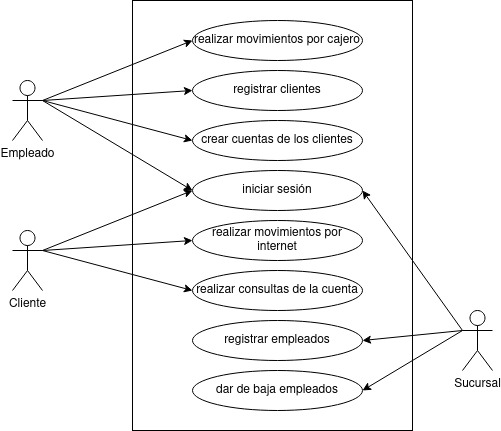 realizar movimientos por cajero
registrar clientes
crear cuentas de los clientes
Empleado
iniciar sesión
realizar movimientos por
internet
realizar consultas de la cuenta
Cliente
registrar empleados
dar de baja empleados
Sucursal